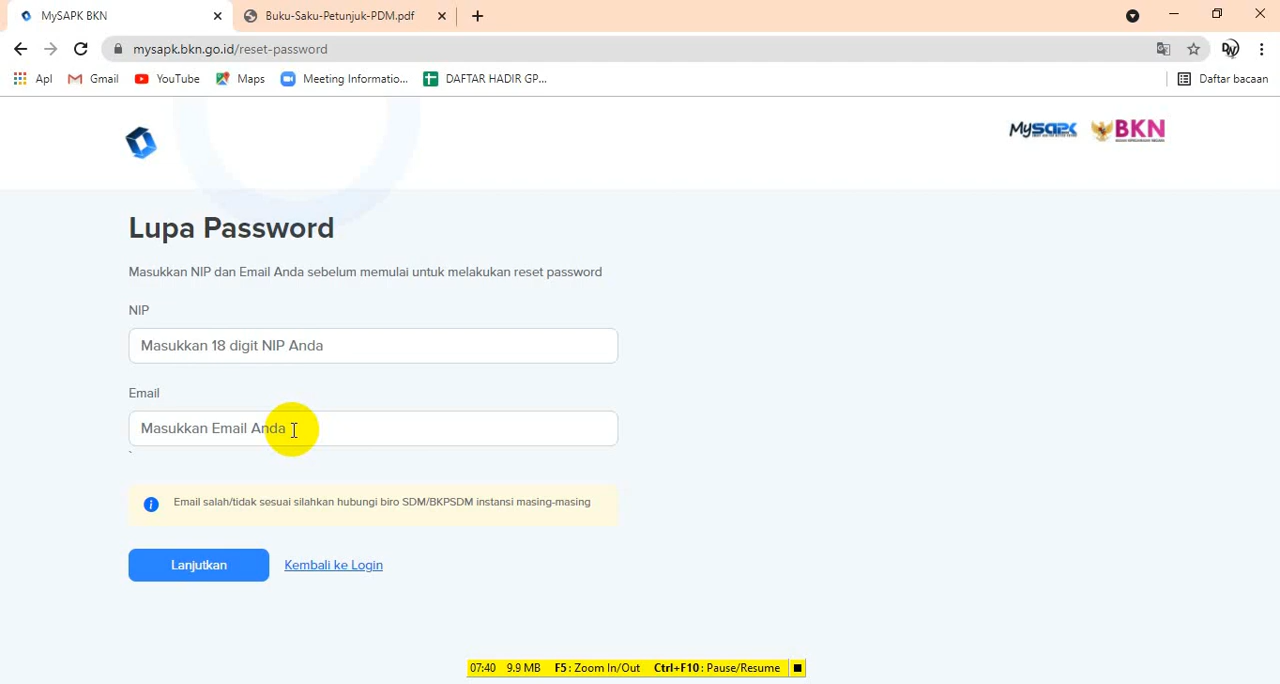 MySAPK BKN
Buku-Saku-Petunjuk-PDM.pdf
mysapk.bkn.go.id/reset-password
Apl
Gmail
YouTube
Maps
Meeting Informatio...
DAFTAR HADIR GP...
Daftar bacaan
MySAPK
BKN
Lupa Password
Masukkan NIP dan Email Anda sebelum memulai untuk melakukan reset password
NIP
Masukkan 18 digit NIP Anda
Email
Masukkan Email Anda
`
Email salah/tidak sesuai silahkan hubungi biro SDM/BKPSDM instansi masing-masing
Lanjutkan
Kembali ke Login
07:40 9.9 MB F5: Zoom In/Out Ctrl+F10: Pause/Resume